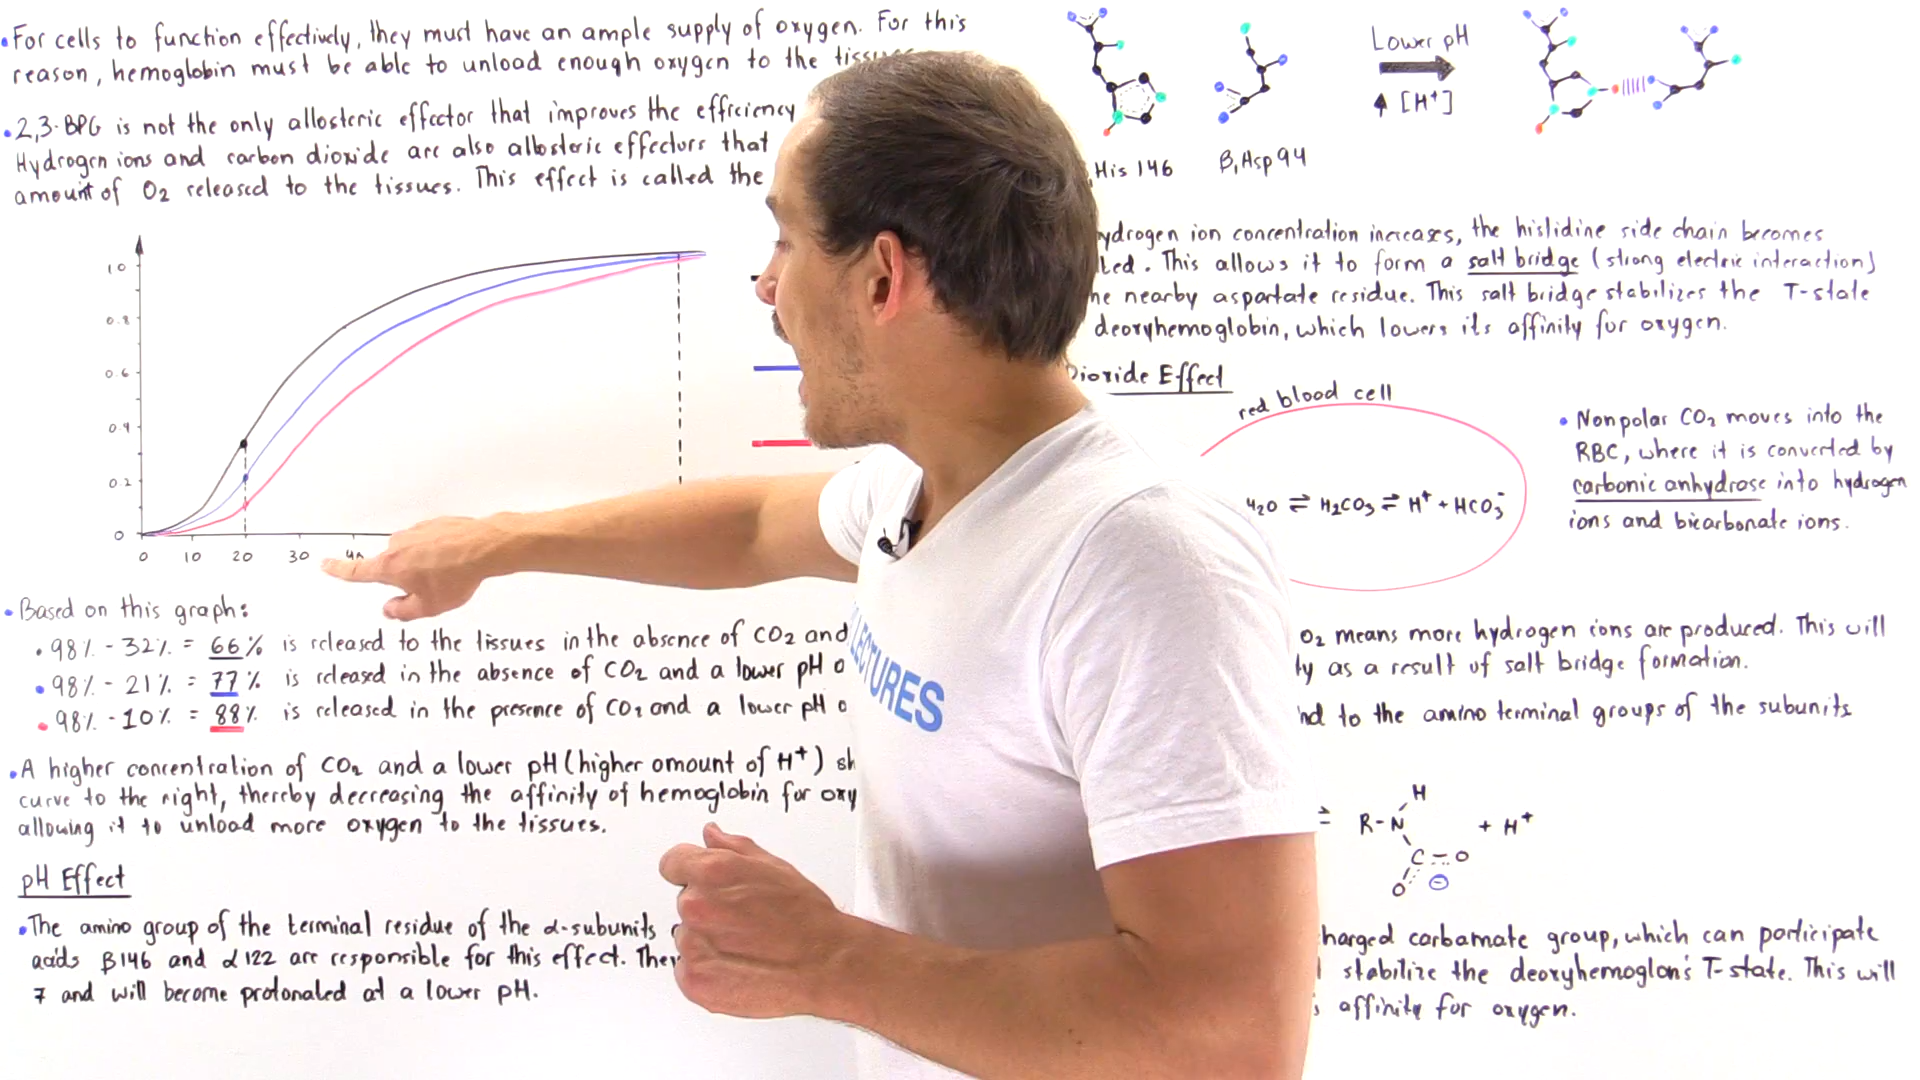 •For cells to function effectively, they must have an ample supply of oxygen. For this
reason, hemoglobin must be able to unload enough oxygen to the
•2,3-BPG is not the only allosteric effector that improves the efficiency
Hydrogen ions and carbon dioxide are also allosteric effectors that
amount of O2 released to the tissues. This effect is called the
1.0
0.8
0.6
0.4
0.2
0
0 10 20 30 40
•Based on this graph:
•98% - 32% = 66% is released to the tissues in the absence of CO2 and
•98% - 21% = 77% is released in the absence of CO2 and a lower pH
•98% - 10% = 88% is released in the presence of CO2 and a lower pH
•A higher concentration of CO2 and a lower pH (higher amount of H+)
curve to the right, thereby decreasing the affinity of hemoglobin for
allowing it to unload more oxygen to the tissues.
pH Effect
•The amino group of the terminal residue of the α-subunits
acids β146 and α122 are responsible for this effect. They
7 and will become protonated at a lower pH.
LECTURES
His 146
β1Asp94
Lower pH
↑ [H+]
hydrogen ion concentration increases, the histidine side chain becomes
This allows it to form a salt bridge (strong electric interaction)
nearby aspartate residue. This salt bridge stabilizes the T-state
deoxyhemoglobin, which lowers its affinity for oxygen.
Dioxide Effect
red blood cell
H2O ⇌ H2CO3 ⇌ H+ + HCO3-
• Nonpolar CO2 moves into the
RBC, where it is converted by
carbonic anhydrase into hydrogen
ions and bicarbonate ions.
O2 means more hydrogen ions are produced. This will
as a result of salt bridge formation.
to the amino terminal groups of the subunits
⇌ R-N H C O O ⊖ + H+
charged carbamate group, which can participate
stabilize the deoxyhemoglon's T-state. This will
affinity for oxygen.